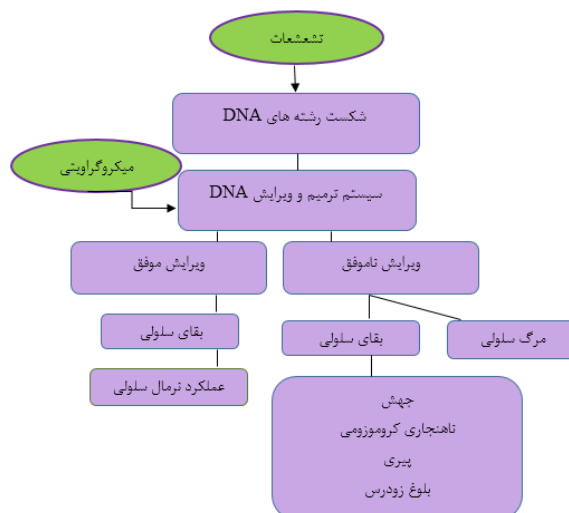 تشعشعات
شکست رشته های DNA
میکروگراویتی
سیستم ترمیم و ویرایش DNA
ویرایش ناموفق
ویرایش موفق
مرگ سلولی
بقای سلولی
بقای سلولی
عملکرد نرمال سلولی
جهش
ناهنجاری کروموزومی
پیری
بلوغ زودرس